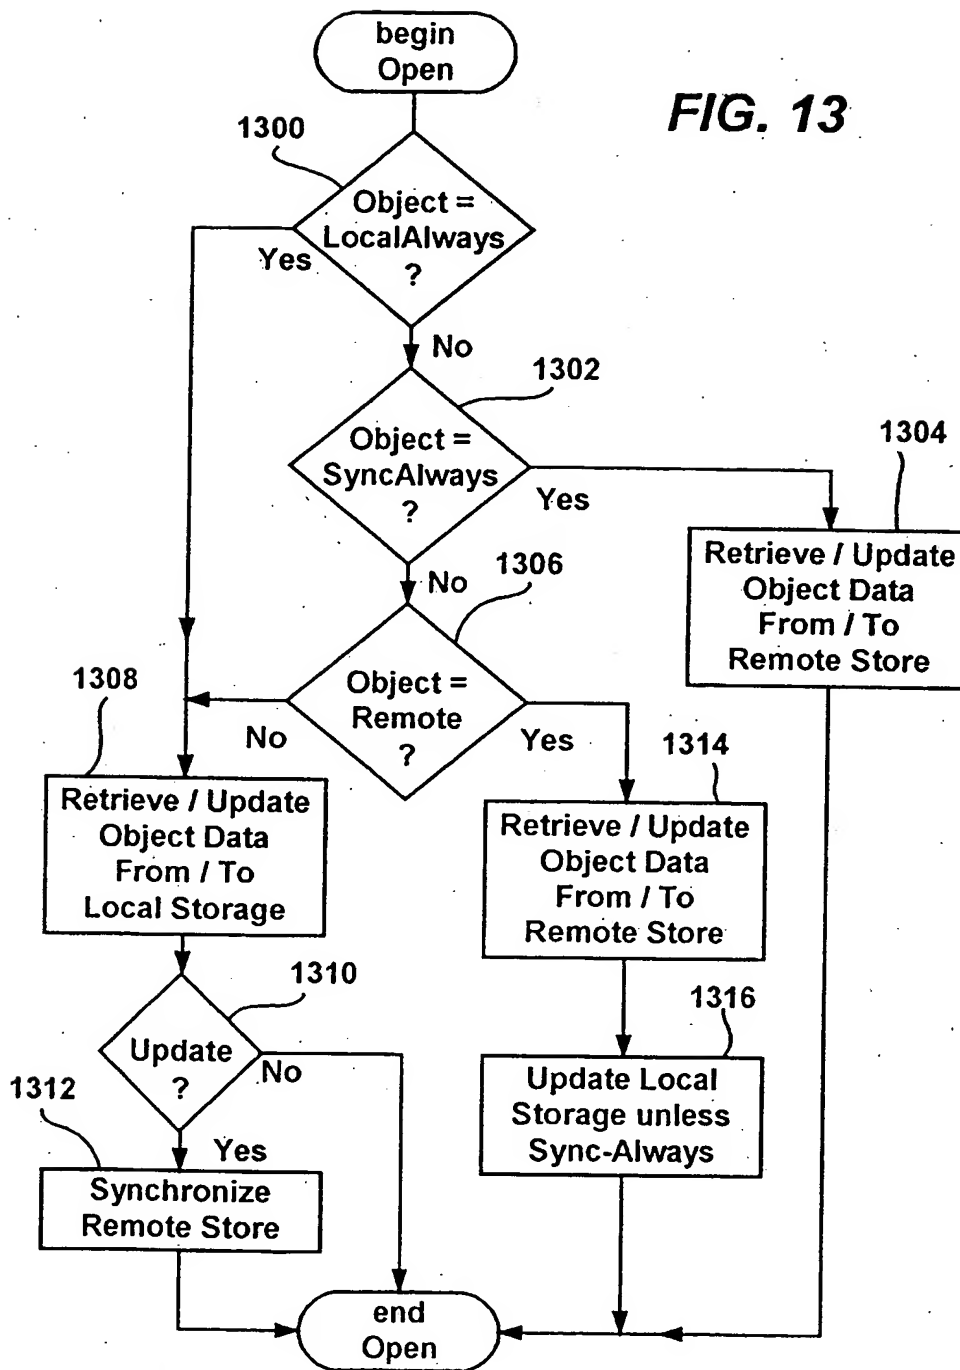 begin
Open
FIG. 13
1300
Object =
LocalAlways
?
Yes
No
1302
Object =
SyncAlways
?
Yes
1304
Retrieve / Update
Object Data
From / To
Remote Store
No
1306
Object =
Remote
?
No
Yes
1308
Retrieve / Update
Object Data
From / To
Local Storage
1314
Retrieve / Update
Object Data
From / To
Remote Store
1310
Update
?
No
1316
Update Local
Storage unless
Sync-Always
1312
Yes
Synchronize
Remote Store
end
Open